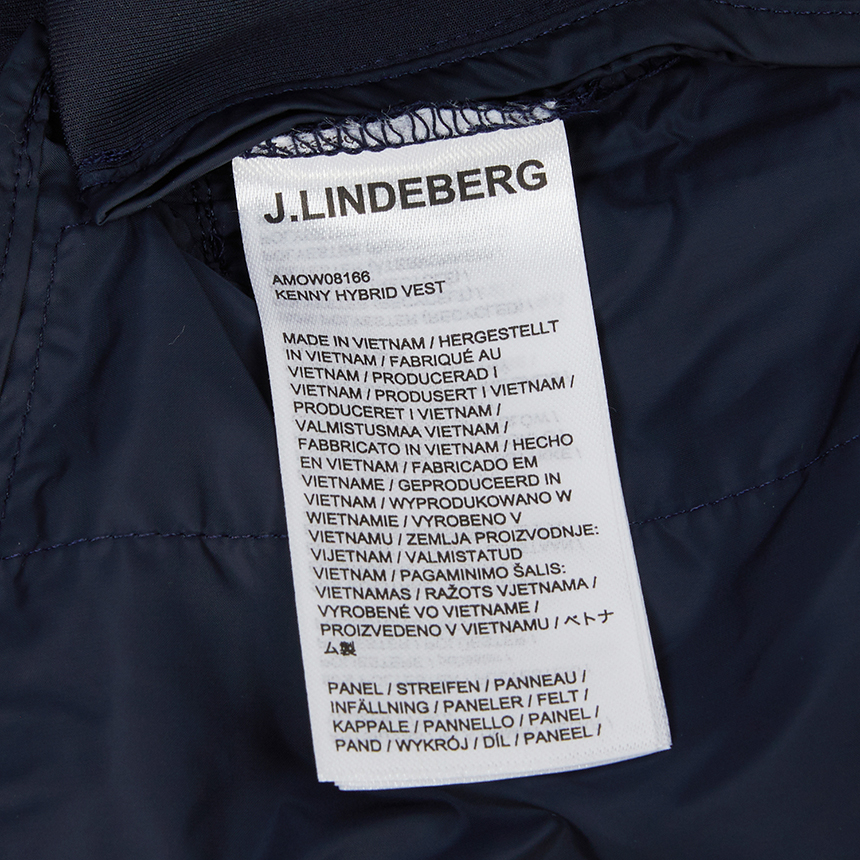 J.LINDEBERG
AMOW08166
KENNY HYBRID VEST
MADE IN VIETNAM / HERGESTELLT
IN VIETNAM / FABRIQUÉ AU
VIETNAM / PRODUCERAD I
VIETNAM / PRODUSERT I VIETNAM /
PRODUCERET I VIETNAM /
VALMISTUSMAA VIETNAM /
FABBRICATO IN VIETNAM / HECHO
EN VIETNAM / FABRICADO EM
VIETNAME / GEPRODUCEERD IN
VIETNAM / WYPRODUKOWANO W
WIETNAMIE / VYROBENO V
VIETNAMU / ZEMLJA PROIZVODNJE:
VIJETNAM / VALMISTATUD
VIETNAM / PAGAMINIMO ŠALIS:
VIETNAMAS / RAŽOTS VJETNAMA /
VYROBENÉ VO VIETNAME /
PROIZVEDENO V VIETNAMU / ベトナ
ム製
PANEL / STREIFEN / PANNEAU /
INFÄLLNING / PANELER / FELT /
KAPPALE / PANNELLO / PAINEL /
PAND / WYKRÓJ / DÍL / PANEEL /